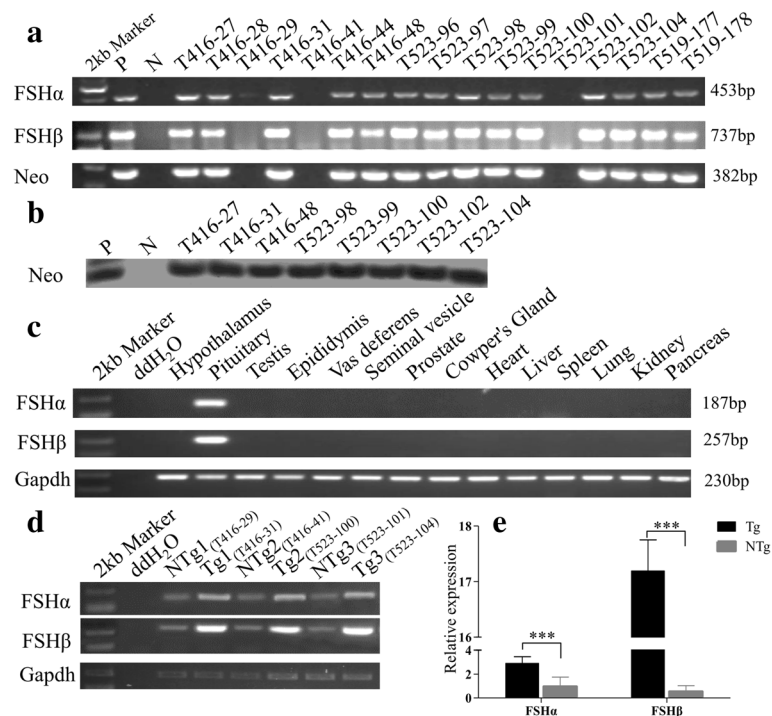 a
2kb Marker P N T416-27 T416-28 T416-29 T416-31 T416-41 T416-44 T416-48 T523-96 T523-97 T523-98 T523-99 T523-100 T523-101 T523-102 T523-104 T519-177 T519-178
FSHα 453bp
FSHβ 737bp
Neo 382bp
b
P N T416-27 T416-31 T416-48 T523-98 T523-99 T523-100 T523-102 T523-104
Neo
c
2kb Marker ddH₂O Hypothalamus Pituitary Testis Epididymis Vas deferens Seminal vesicle Prostate Cowper's Gland Heart Liver Spleen Lung Kidney Pancreas
FSHα 187bp
FSHβ 257bp
Gapdh 230bp
d
2kb Marker ddH₂O NTg1(T416-29) Tg1(T416-31) NTg2(T416-41) Tg2(T523-100) NTg3(T523-101) Tg3(T523-104)
FSHα
FSHβ
Gapdh
e
Relative expression
18
17
16
4
2
0
***
***
Tg
NTg
FSHα FSHβ